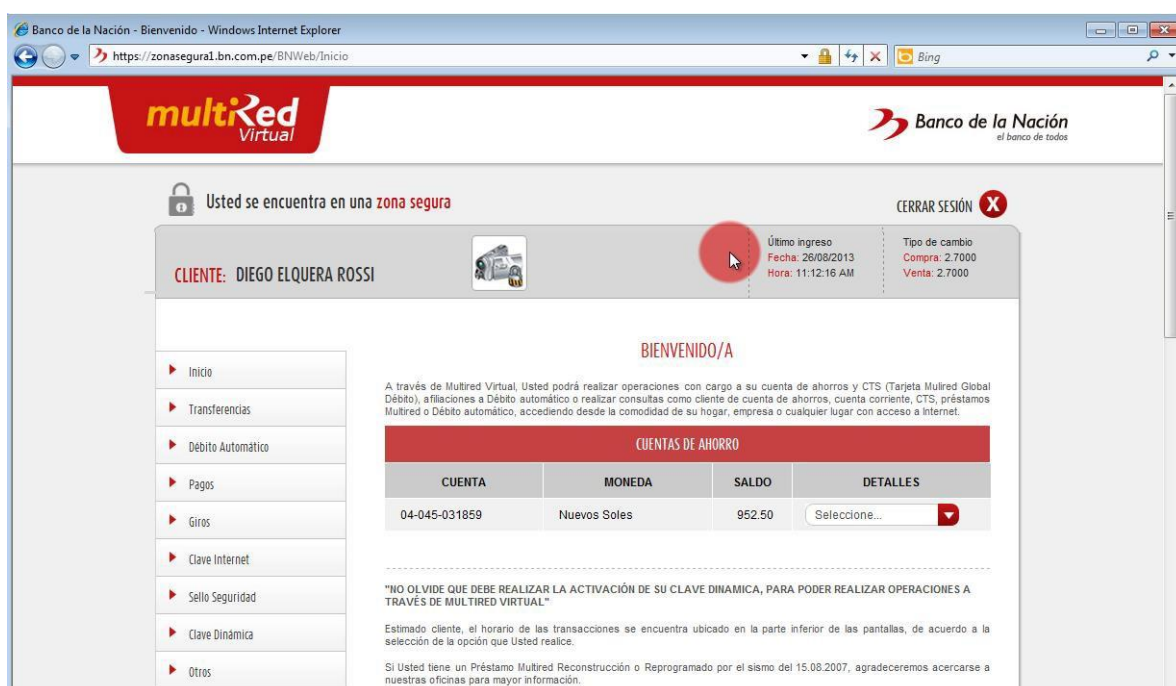 Banco de la Nación - Bienvenido - Windows Internet Explorer
https://zonasegura1.bn.com.pe/BNWeb/Inicio
Bing
multiRed
Virtual
Banco de la Nación
el banco de todos
Usted se encuentra en una zona segura
CERRAR SESIÓN X
CLIENTE: DIEGO ELQUERA ROSSI
Último ingreso
Fecha: 26/08/2013
Hora: 11:12:16 AM
Tipo de cambio
Compra: 2.7000
Venta: 2.7000
Inicio
Transferencias
Débito Automático
Pagos
Giros
Clave Internet
Sello Seguridad
Clave Dinámica
Otros
BIENVENIDO/A
A través de Multired Virtual, Usted podrá realizar operaciones con cargo a su cuenta de ahorros y CTS (Tarjeta Mulired Global
Débito), afiliaciones a Débito automático o realizar consultas como cliente de cuenta de ahorros, cuenta corriente, CTS, préstamos
Multired o Débito automático, accediendo desde la comodidad de su hogar, empresa o cualquier lugar con acceso a Internet.
CUENTAS DE AHORRO
CUENTA MONEDA SALDO DETALLES
04-045-031859 Nuevos Soles 952.50 Seleccione...
"NO OLVIDE QUE DEBE REALIZAR LA ACTIVACIÓN DE SU CLAVE DINAMICA, PARA PODER REALIZAR OPERACIONES A
TRAVÉS DE MULTIRED VIRTUAL"
Estimado cliente, el horario de las transacciones se encuentra ubicado en la parte inferior de las pantallas, de acuerdo a la
selección de la opción que Usted realice.
Si Usted tiene un Préstamo Multired Reconstrucción o Reprogramado por el sismo del 15.08.2007, agradeceremos acercarse a
nuestras oficinas para mayor información.